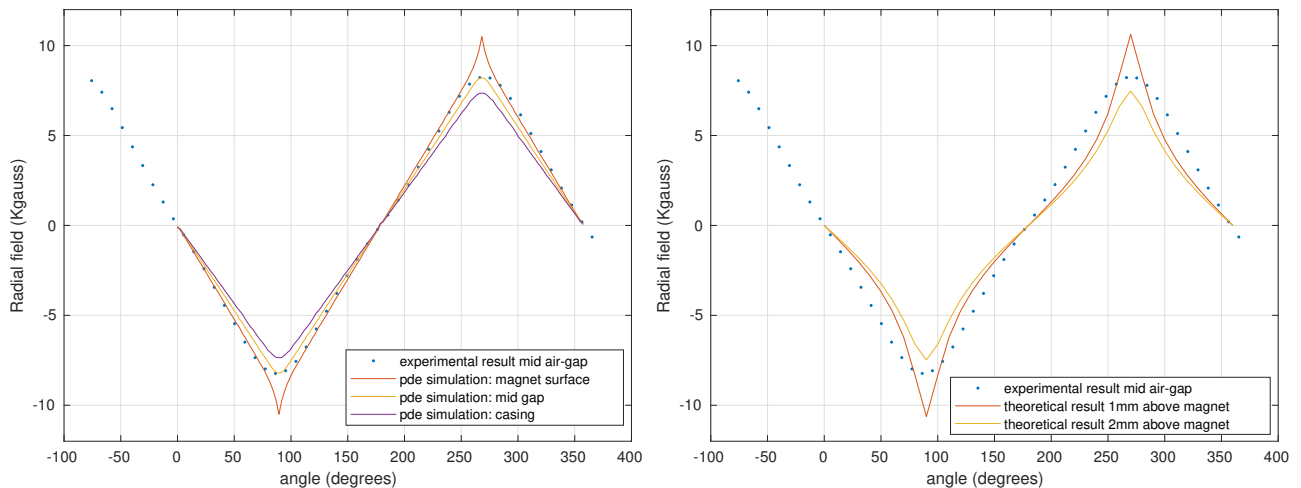 10
5
0
-5
-10
Radial field (Kgauss)
-100
-50
0
50
100
150
200
250
300
350
400
angle (degrees)
experimental result mid air-gap
pde simulation: magnet surface
pde simulation: mid gap
pde simulation: casing
10
5
0
-5
-10
Radial field (Kgauss)
-100
-50
0
50
100
150
200
250
300
350
400
angle (degrees)
experimental result mid air-gap
theoretical result 1mm above magnet
theoretical result 2mm above magnet